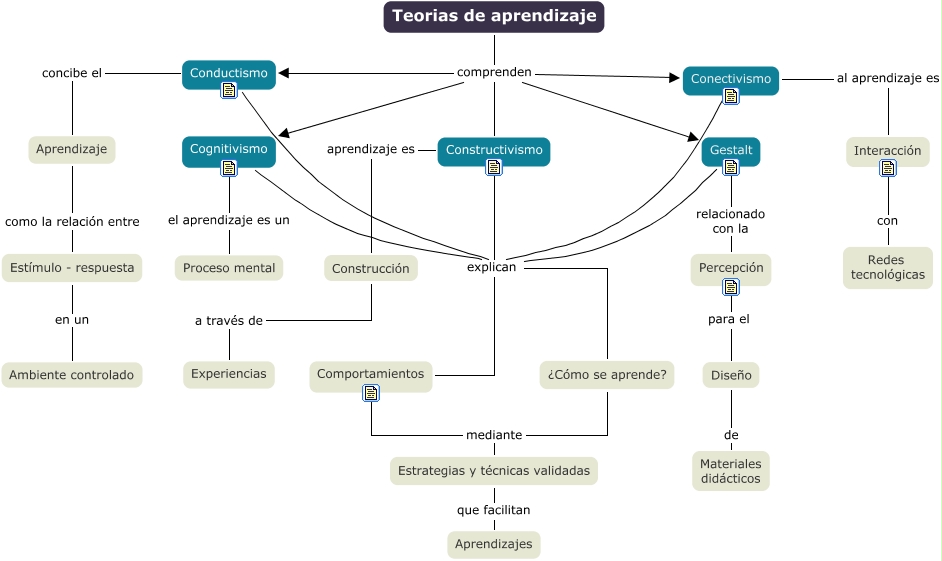 Teorias de aprendizaje
concibe el
Conductismo
comprenden
Conectivismo
al aprendizaje es
Aprendizaje
Cognitivismo
aprendizaje es
Constructivismo
Gestalt
Interacción
como la relación entre
el aprendizaje es un
relacionado
con la
con
Estímulo - respuesta
Proceso mental
Construcción
explican
Percepción
Redes
tecnológicas
en un
a través de
para el
Ambiente controlado
Experiencias
Comportamientos
¿Cómo se aprende?
Diseño
mediante
de
Estrategias y técnicas validadas
Materiales
didácticos
que facilitan
Aprendizajes